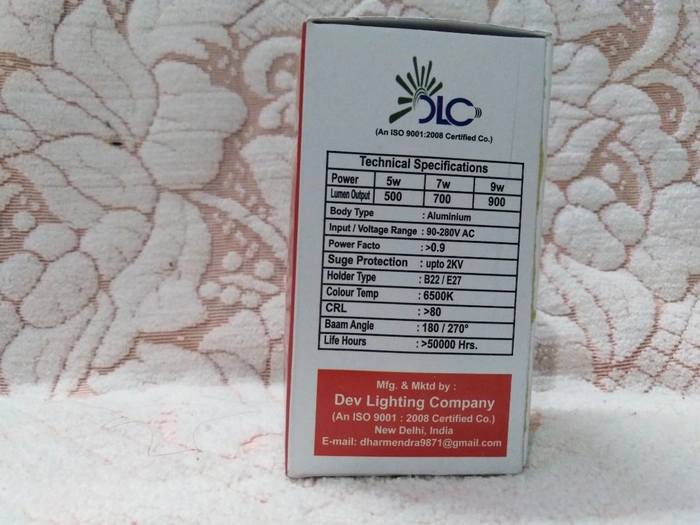 DLC
(An ISO 9001:2008 Certified Co.)
Technical Specifications
Power 5w 7w 9w
Lumen Output 500 700 900
Body Type : Aluminium
Input / Voltage Range : 90-280V AC
Power Facto : >0.9
Suge Protection : upto 2KV
Holder Type : B22 / E27
Colour Temp : 6500K
CRL : >80
Baam Angle : 180 / 270°
Life Hours : >50000 Hrs.
Mfg. & Mktd by :
Dev Lighting Company
(An ISO 9001 : 2008 Certified Co.)
New Delhi, India
E-mail: dharmendra9871@gmail.com